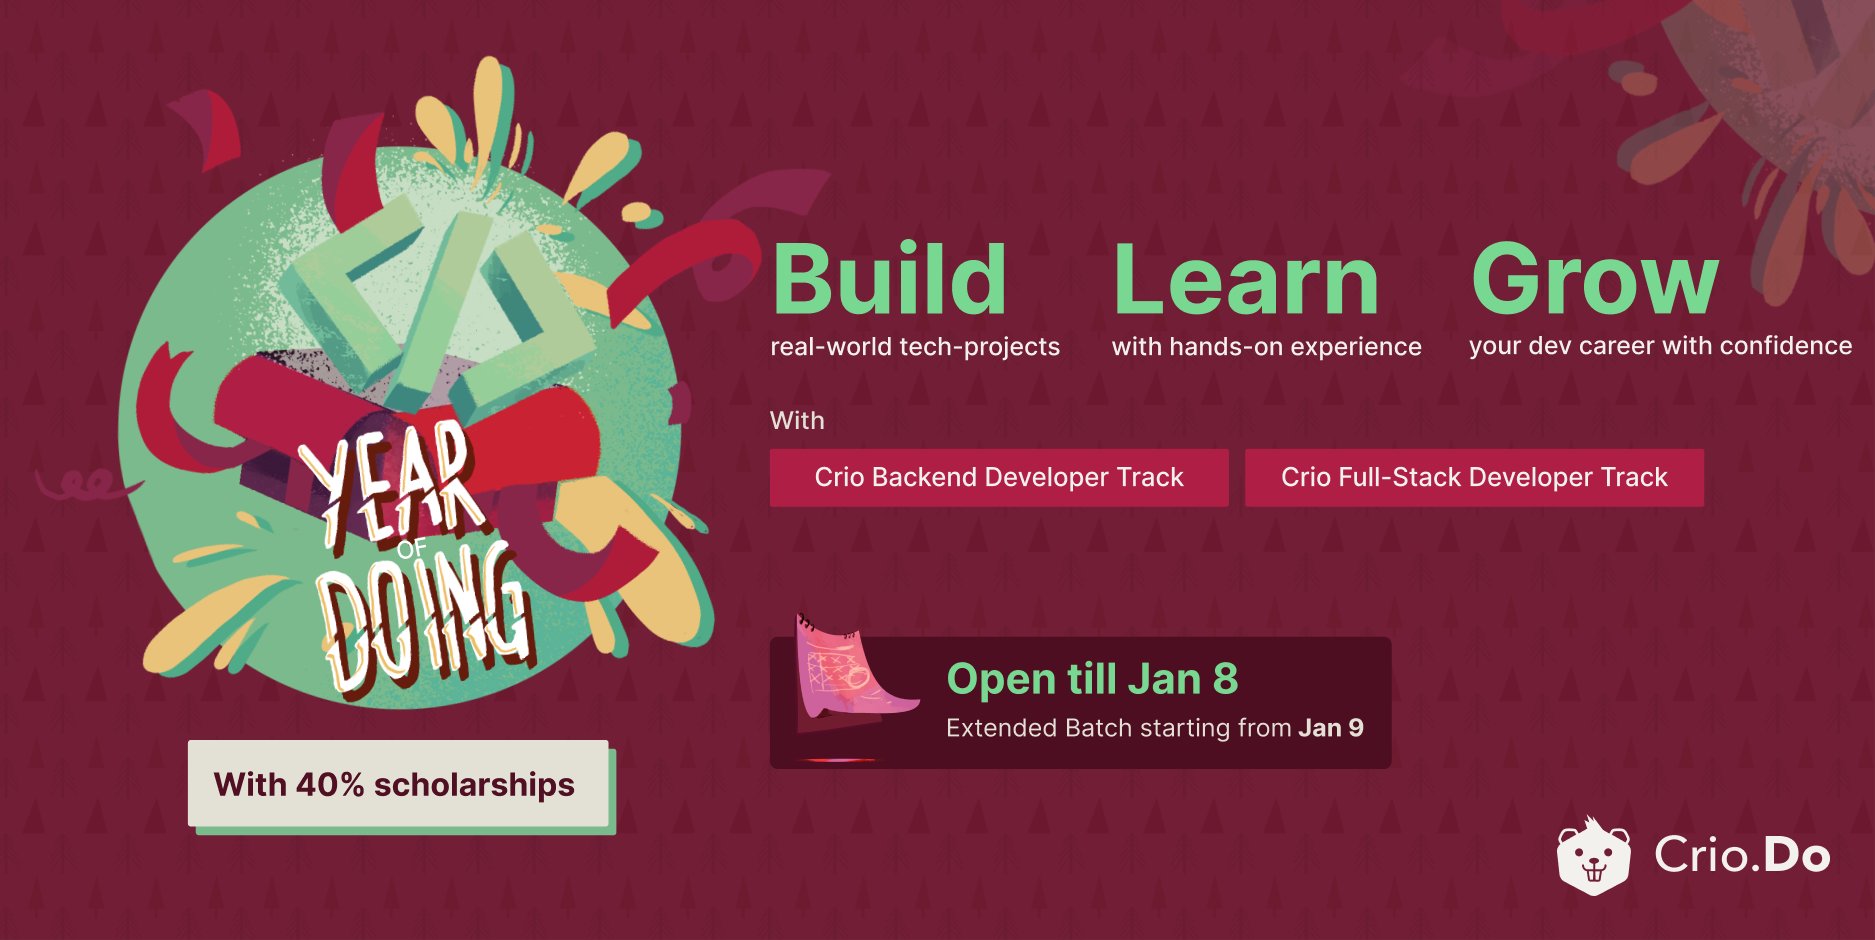 YEAR
OF
DOING
With 40% scholarships
Build
real-world tech-projects
Learn
with hands-on experience
Grow
your dev career with confidence
With
Crio Backend Developer Track
Crio Full-Stack Developer Track
Open till Jan 8
Extended Batch starting from Jan 9
Crio.Do